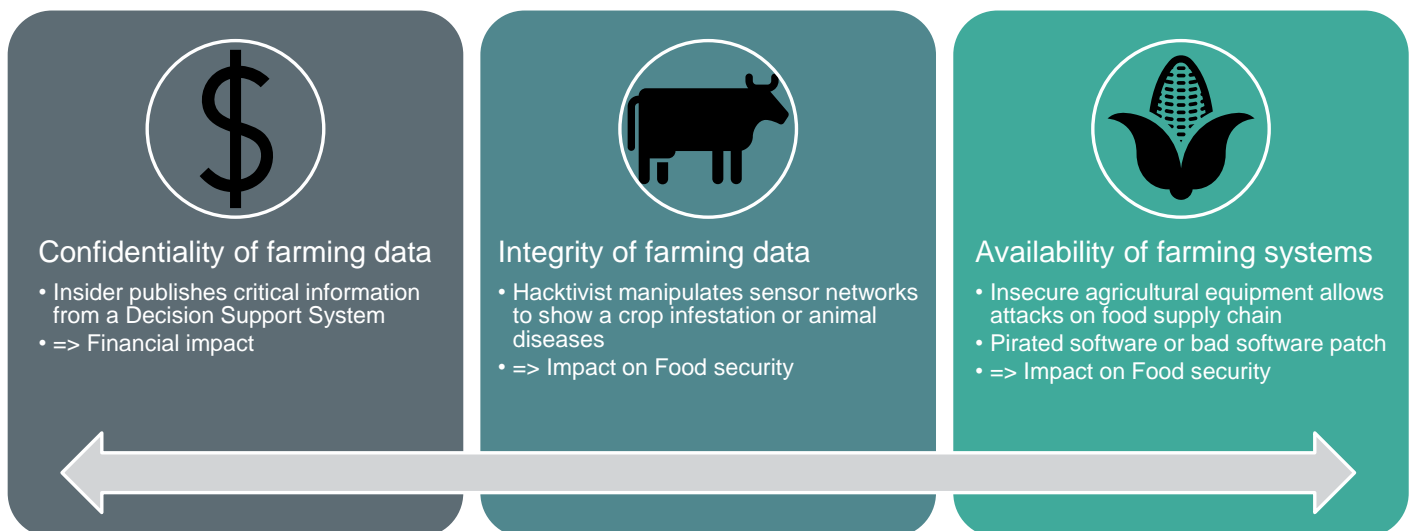 Confidentiality of farming data
• Insider publishes critical information
from a Decision Support System
• => Financial impact
Integrity of farming data
• Hacktivist manipulates sensor networks
to show a crop infestation or animal
diseases
• => Impact on Food security
Availability of farming systems
• Insecure agricultural equipment allows
attacks on food supply chain
• Pirated software or bad software patch
• => Impact on Food security